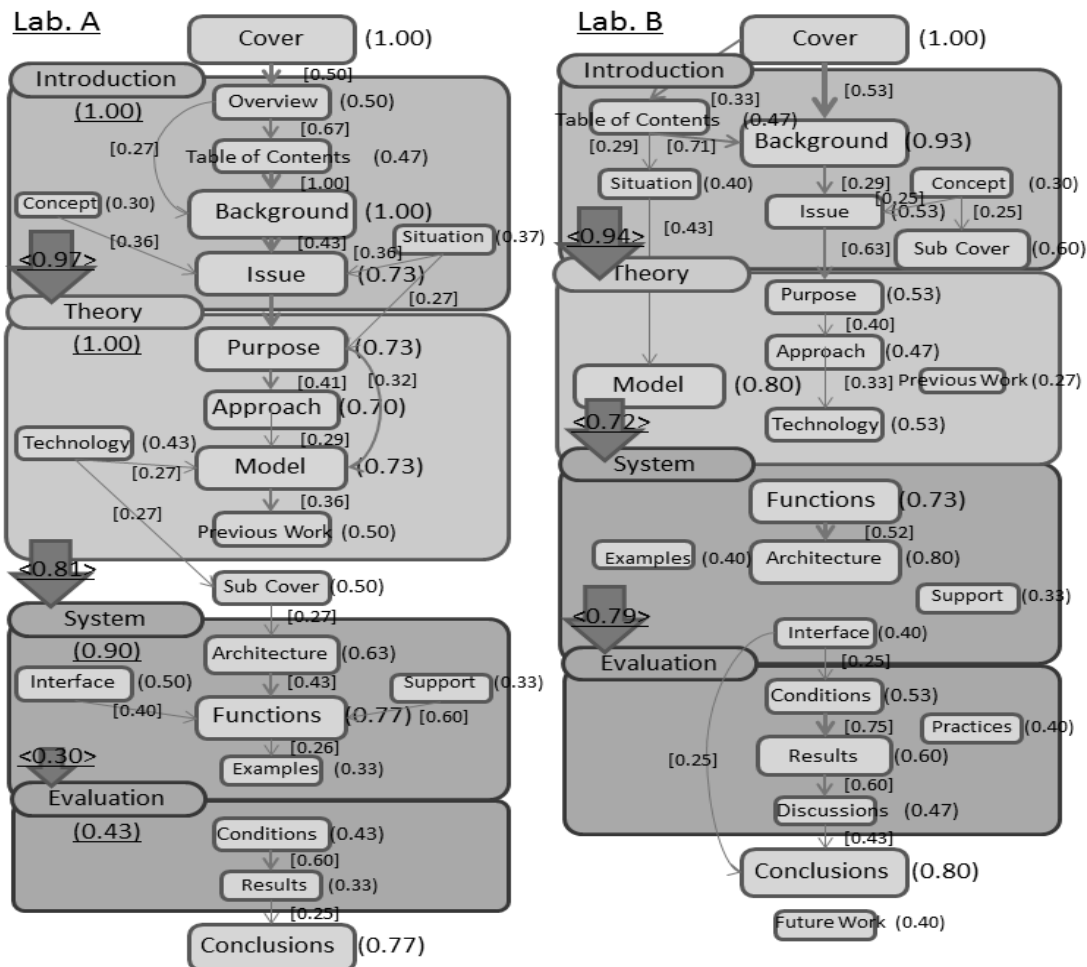 Lab. A
Cover (1.00)
[0.50]
Introduction
(1.00)
Overview (0.50)
[0.67]
[0.27]
Table of Contents (0.47)
[1.00]
Concept (0.30)
Background (1.00)
[0.43]
Situation (0.37)
[0.36]
[0.36]
<0.97>
Issue (0.73)
[0.27]
Theory
(1.00)
Purpose (0.73)
[0.41]
[0.32]
Approach (0.70)
Technology (0.43)
[0.29]
[0.27]
Model (0.73)
[0.36]
[0.27]
Previous Work (0.50)
<0.81>
Sub Cover (0.50)
[0.27]
System
(0.90)
Architecture (0.63)
Interface (0.50)
[0.43]
Support (0.33)
[0.40]
Functions (0.77)
[0.60]
[0.26]
<0.30>
Examples (0.33)
Evaluation
(0.43)
Conditions (0.43)
[0.60]
Results (0.33)
[0.25]
Conclusions (0.77)
Lab. B
Cover (1.00)
Introduction
[0.33]
[0.53]
Table of Contents (0.47)
[0.29]
[0.71]
Background (0.93)
Situation (0.40)
[0.29]
Concept (0.30)
[0.25]
Issue (0.53)
[0.25]
<0.94>
[0.43]
[0.63]
Sub Cover (0.60)
Theory
Purpose (0.53)
[0.40]
Approach (0.47)
Model (0.80)
[0.33]
Previous Work (0.27)
<0.72>
Technology (0.53)
System
Functions (0.73)
[0.52]
Examples (0.40)
Architecture (0.80)
Support (0.33)
<0.79>
Interface (0.40)
[0.25]
Evaluation
Conditions (0.53)
[0.75]
Practices (0.40)
[0.25]
Results (0.60)
[0.60]
Discussions (0.47)
[0.43]
Conclusions (0.80)
Future Work (0.40)